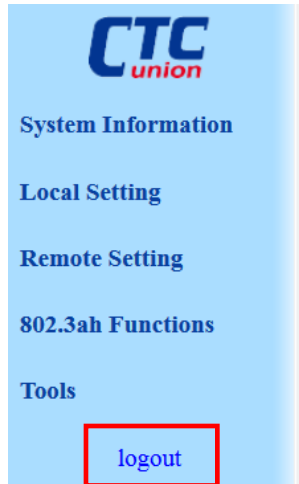 CTC
union
System Information
Local Setting
Remote Setting
802.3ah Functions
Tools
logout